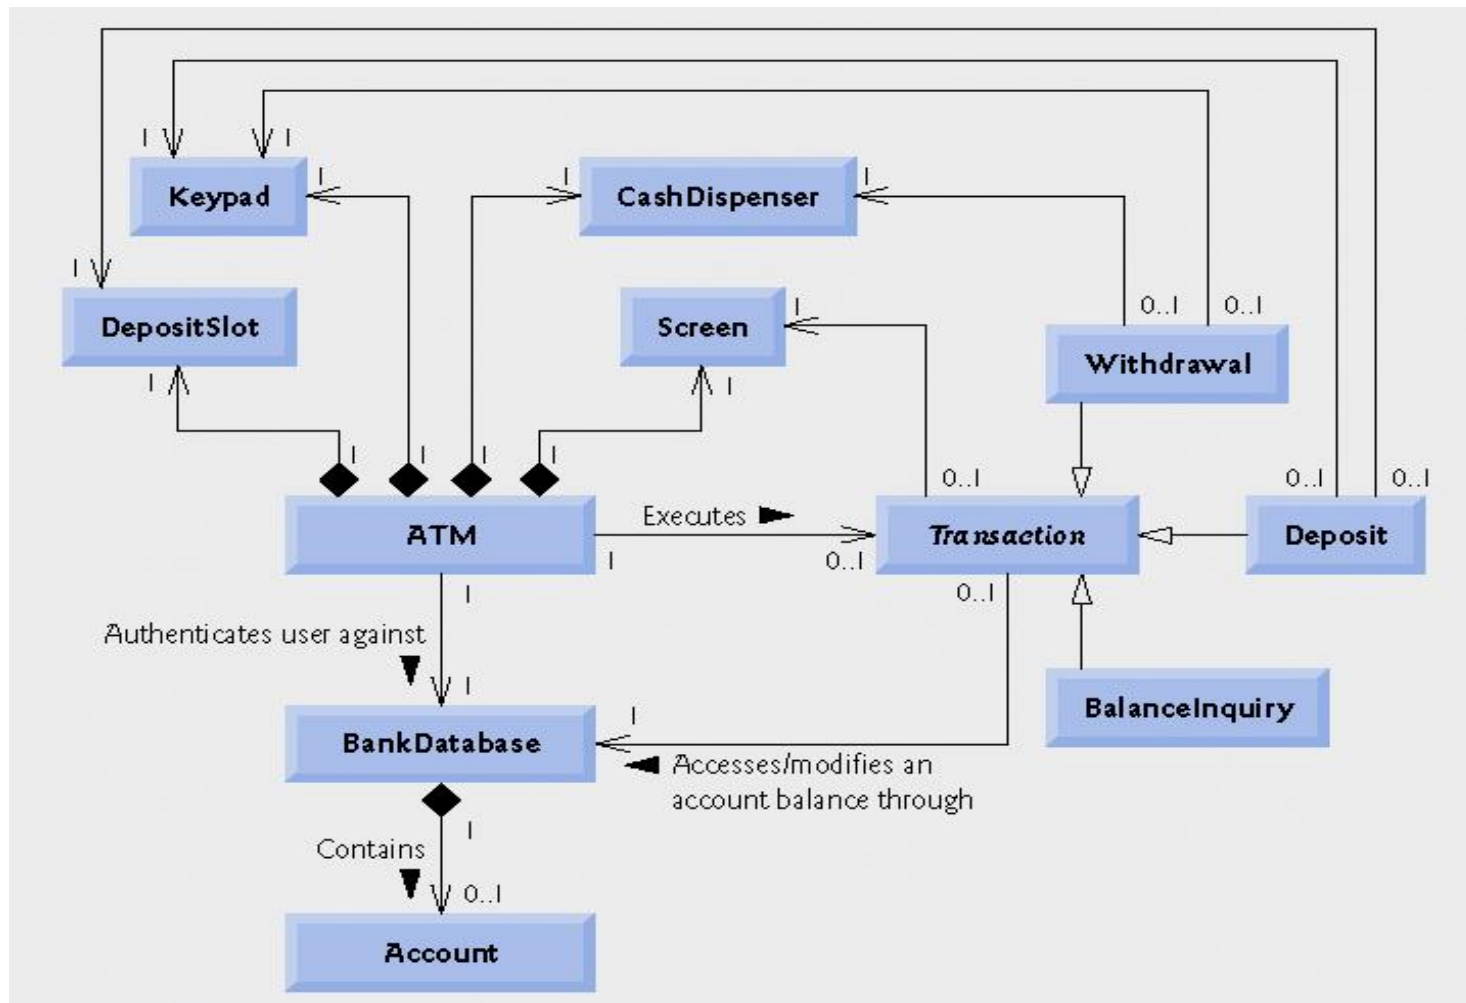 1
1
1
Keypad
1
CashDispenser
1
1
1
DepositSlot
Screen
1
0..1
0..1
Withdrawal
1
1
1
1
1
1
0..1
0..1
0..1
ATM
Executes
1
0..1
Transaction
Deposit
1
0..1
Authenticates user against
1
BankDatabase
1
BalanceInquiry
Accesses/modifies an
account balance through
1
Contains
0..1
Account